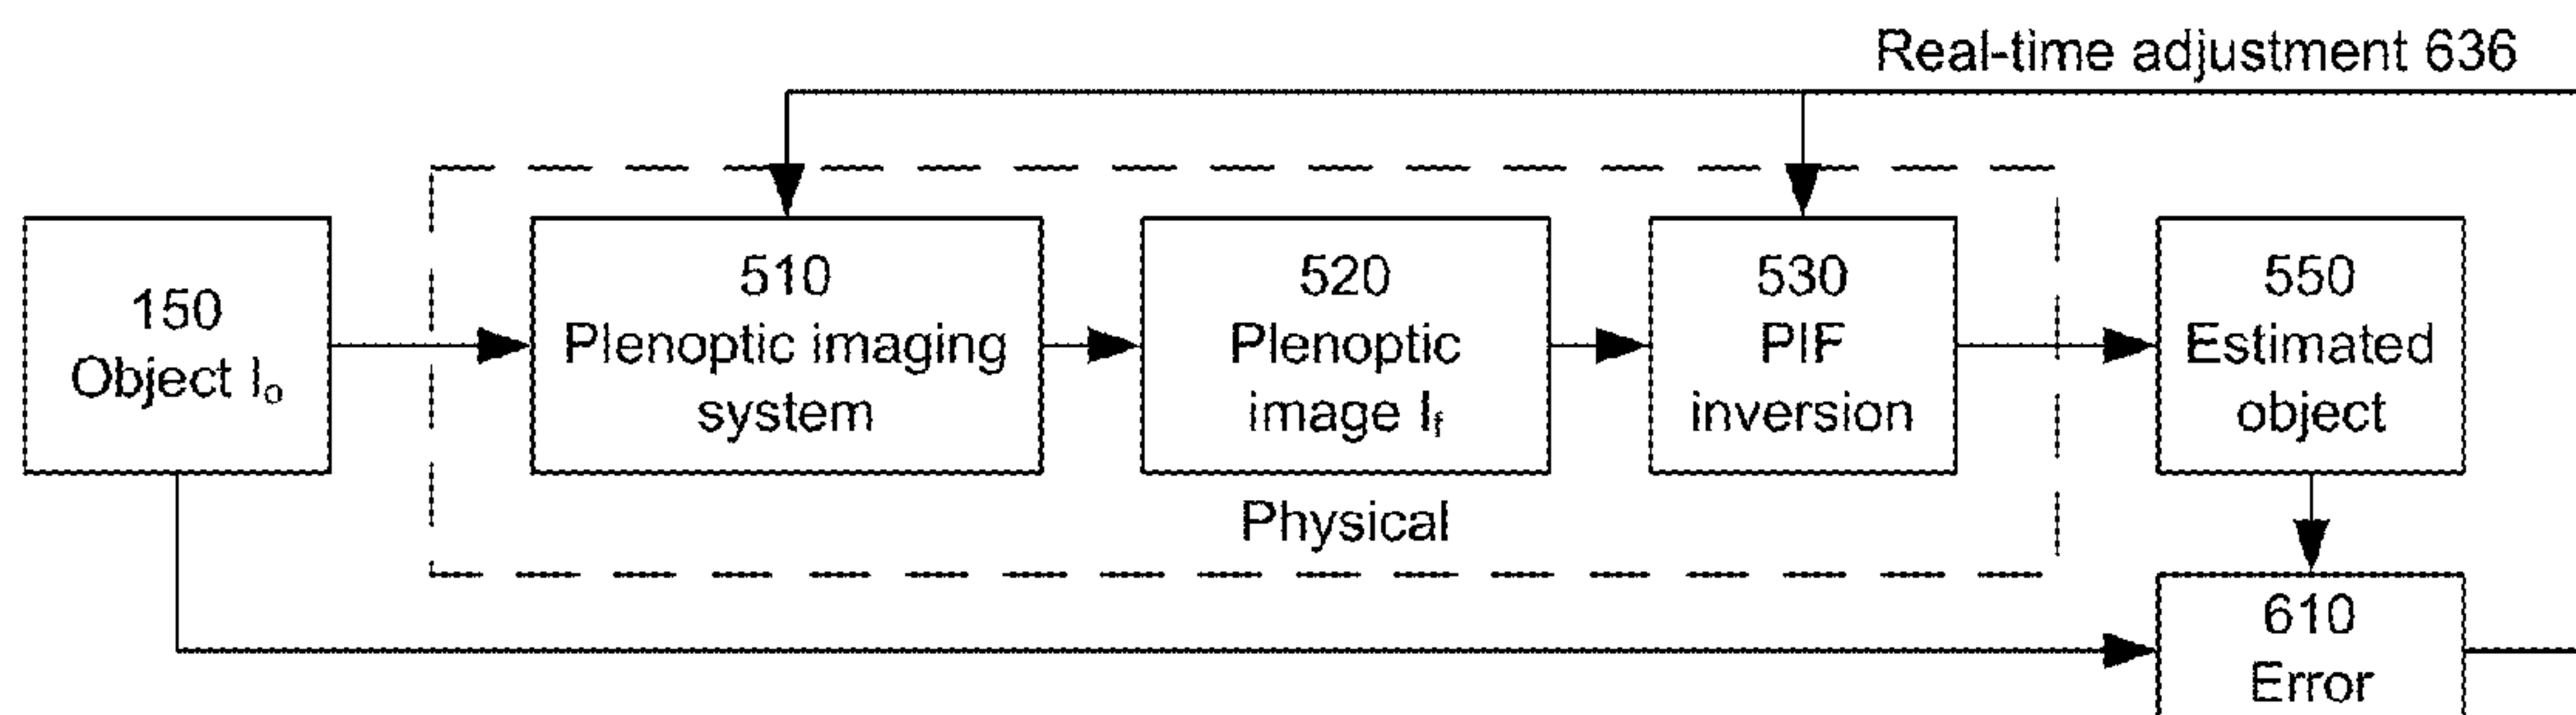 Real-time adjustment 636
150
Object Iₒ
510
Plenoptic imaging
system
520
Plenoptic
image I_f
530
PIF
inversion
550
Estimated
object
Physical
610
Error